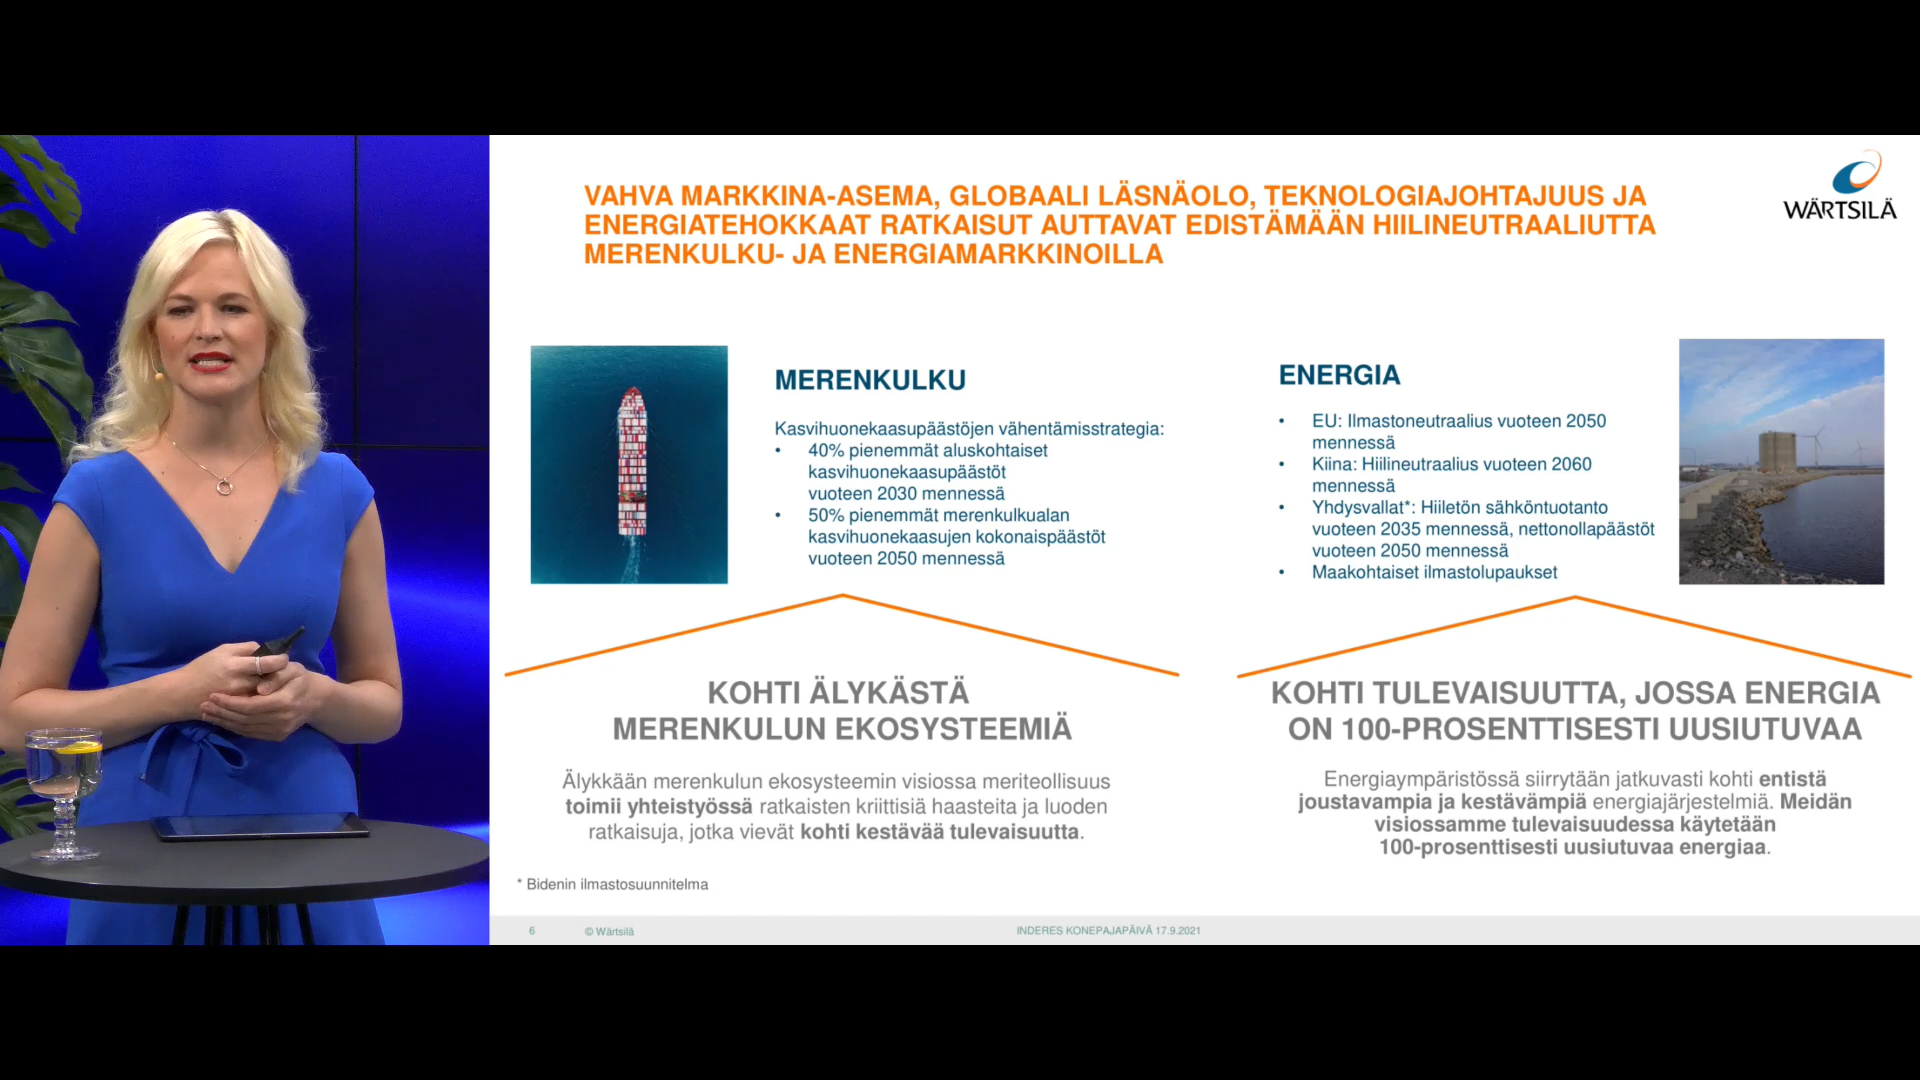 VAHVA MARKKINA-ASEMA, GLOBAALI LÄSNÄOLO, TEKNOLOGIAJOHTAJUUS JA
ENERGIATEHOKKAAT RATKAISUT AUTTAVAT EDISTÄMÄÄN HIILINEUTRAALIUTTA
MERENKULKU- JA ENERGIAMARKKINOILLA
WÄRTSILÄ
MERENKULKU
Kasvihuonekaasupäästöjen vähentämisstrategia:
• 40% pienemmät aluskohtaiset
kasvihuonekaasupäästöt
vuoteen 2030 mennessä
• 50% pienemmät merenkulkualan
kasvihuonekaasujen kokonaispäästöt
vuoteen 2050 mennessä
ENERGIA
• EU: Ilmastoneutraalius vuoteen 2050
mennessä
• Kiina: Hiilineutraalius vuoteen 2060
mennessä
• Yhdysvallat*: Hiiletön sähköntuotanto
vuoteen 2035 mennessä, nettonollapäästöt
vuoteen 2050 mennessä
• Maakohtaiset ilmastolupaukset
KOHTI ÄLYKÄSTÄ
MERENKULUN EKOSYSTEEMIÄ
Älykkään merenkulun ekosysteemin visiossa meriteollisuus
toimii yhteistyössä ratkaisten kriittisiä haasteita ja luoden
ratkaisuja, jotka vievät kohti kestävää tulevaisuutta.
KOHTI TULEVAISUUTTA, JOSSA ENERGIA
ON 100-PROSENTTISESTI UUSIUTUVAA
Energiaympäristössä siirrytään jatkuvasti kohti entistä
joustavampia ja kestävämpiä energiajärjestelmiä. Meidän
visiossamme tulevaisuudessa käytetään
100-prosenttisesti uusiutuvaa energiaa.
* Bidenin ilmastosuunnitelma
6
© Wärtsilä
INDERES KONEPAJAPÄIVÄ 17.9.2021